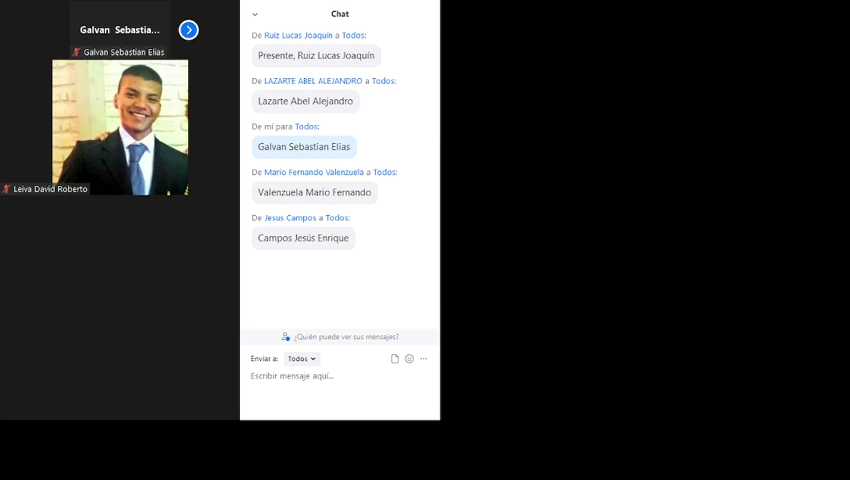 Galvan Sebastia...
Galvan Sebastian Elias
Leiva David Roberto
Chat
De Ruiz Lucas Joaquín a Todos:
Presente, Ruiz Lucas Joaquín
De LAZARTE ABEL ALEJANDRO a Todos:
Lazarte Abel Alejandro
De mí para Todos:
Galvan Sebastian Elias
De Mario Fernando Valenzuela a Todos:
Valenzuela Mario Fernando
De Jesus Campos a Todos:
Campos Jesús Enrique
¿Quién puede ver sus mensajes?
Enviar a: Todos
Escribir mensaje aquí...